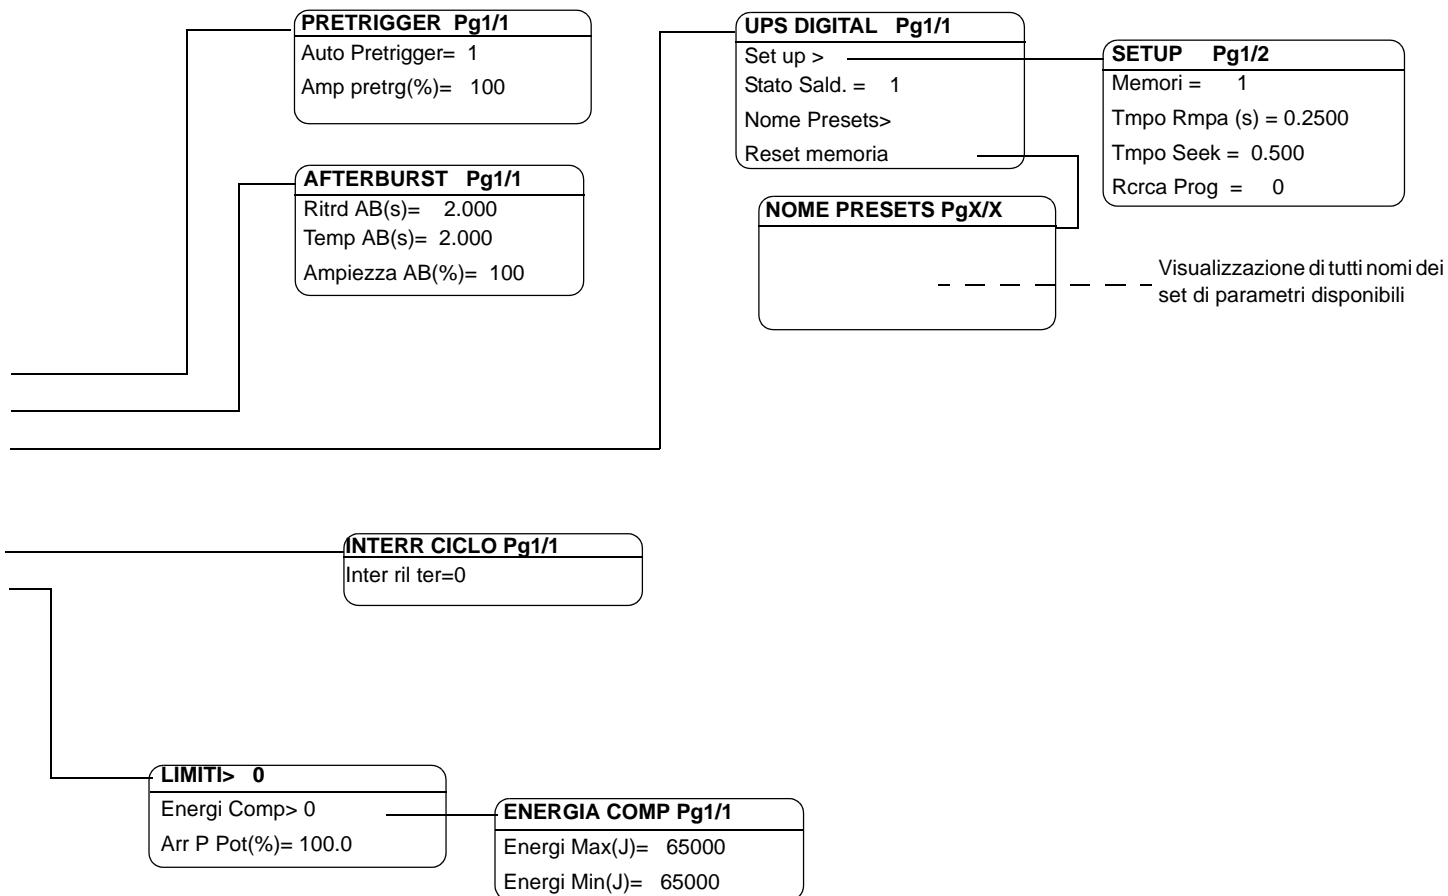 PRETRIGGER Pg1/1
Auto Pretrigger= 1
Amp pretrg(%)= 100
AFTERBURST Pg1/1
Ritrd AB(s)= 2.000
Temp AB(s)= 2.000
Ampiezza AB(%)= 100
UPS DIGITAL Pg1/1
Set up >
Stato Sald. = 1
Nome Presets>
Reset memoria
SETUP Pg1/2
Memori = 1
Tmpo Rmpa (s) = 0.2500
Tmpo Seek = 0.500
Rcrca Prog = 0
NOME PRESETS PgX/X
Visualizzazione di tutti nomi dei
set di parametri disponibili
INTERR CICLO Pg1/1
Inter ril ter=0
LIMITI> 0
Energi Comp> 0
Arr P Pot(%)= 100.0
ENERGIA COMP Pg1/1
Energi Max(J)= 65000
Energi Min(J)= 65000